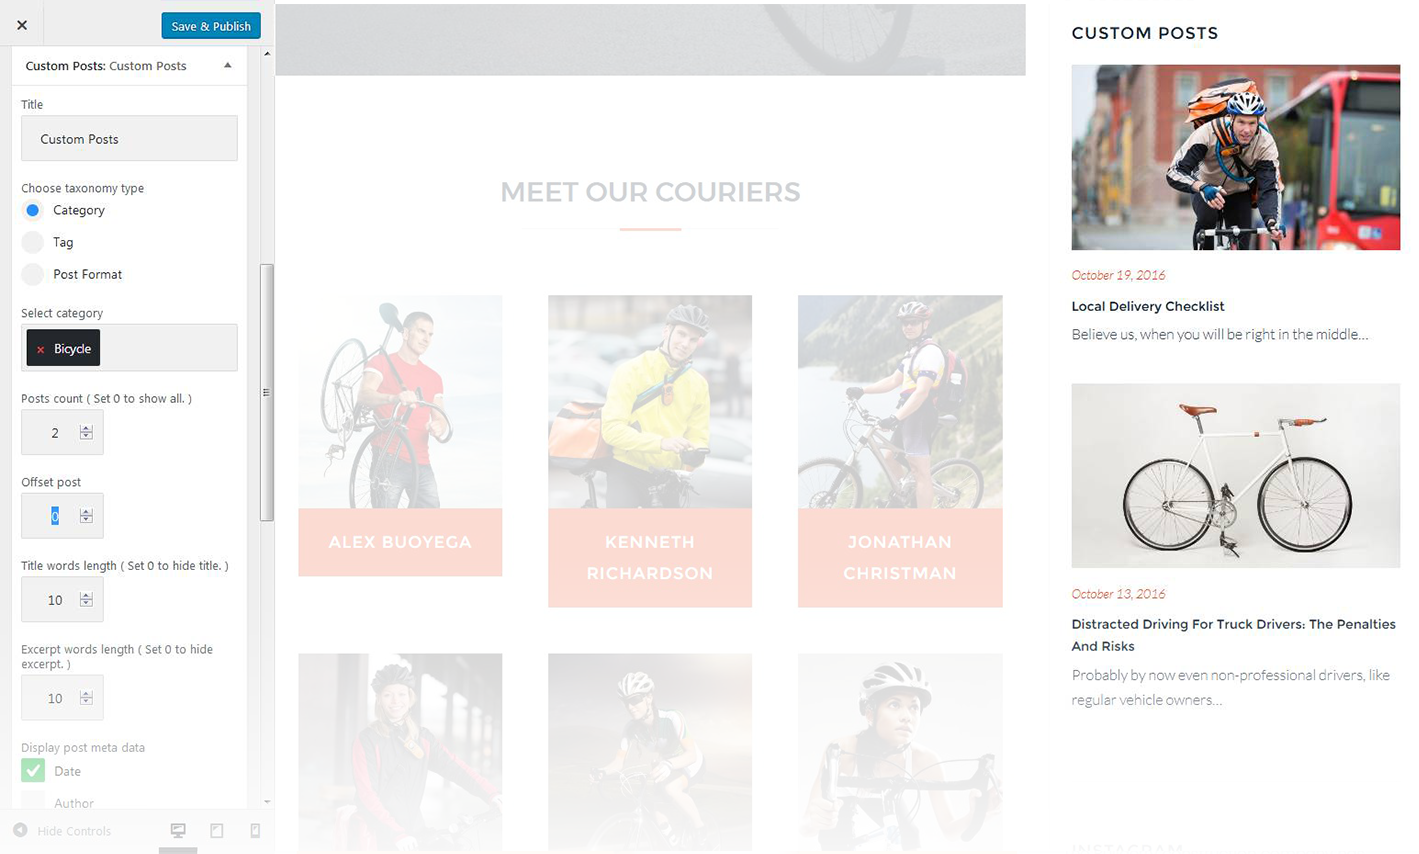 Save & Publish
Custom Posts: Custom Posts
Title
Custom Posts
Choose taxonomy type
Category
Tag
Post Format
Select category
× Bicycle
Posts count ( Set 0 to show all. )
2
Offset post
0
Title words length ( Set 0 to hide title. )
10
Excerpt words length ( Set 0 to hide
excerpt. )
10
Display post meta data
Date
Author
Hide Controls
MEET OUR COURIERS
ALEX BUOYEGA
KENNETH
RICHARDSON
JONATHAN
CHRISTMAN
CUSTOM POSTS
October 19, 2016
Local Delivery Checklist
Believe us, when you will be right in the middle…
October 13, 2016
Distracted Driving For Truck Drivers: The Penalties
And Risks
Probably by now even non-professional drivers, like
regular vehicle owners…
INSTAGRAM